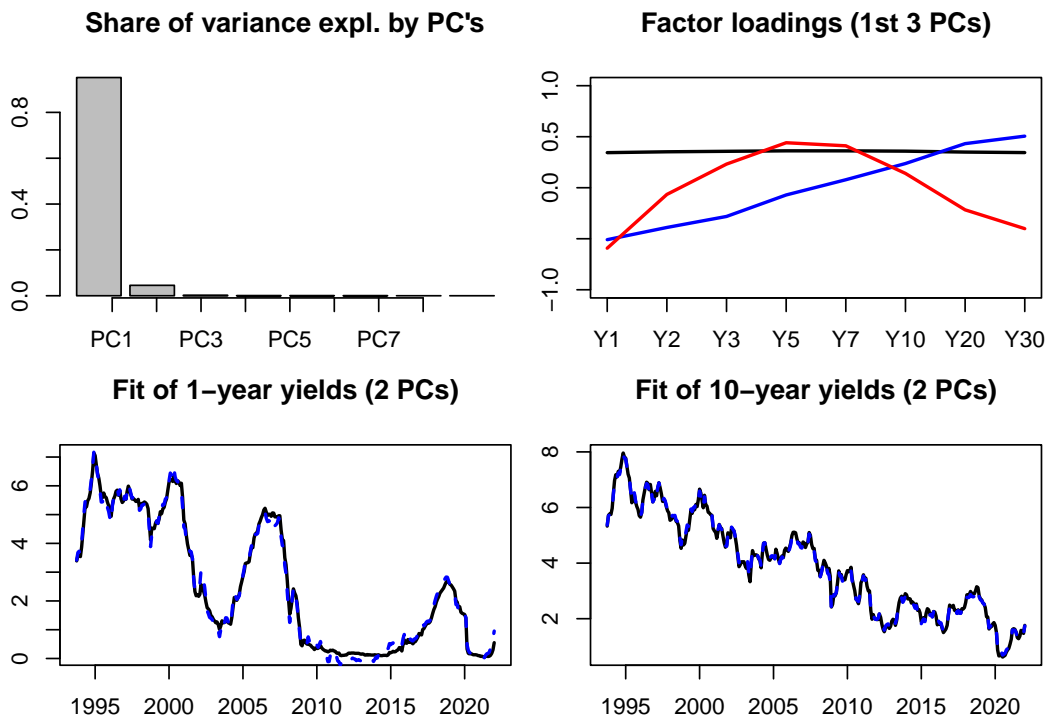 Share of variance expl. by PC's
0.8
0.4
0.0
PC1 PC3 PC5 PC7
Factor loadings (1st 3 PCs)
1.0
0.5
0.0
−1.0
Y1 Y2 Y3 Y5 Y7 Y10 Y20 Y30
Fit of 1−year yields (2 PCs)
6
4
2
0
1995 2000 2005 2010 2015 2020
Fit of 10−year yields (2 PCs)
8
6
4
2
1995 2000 2005 2010 2015 2020